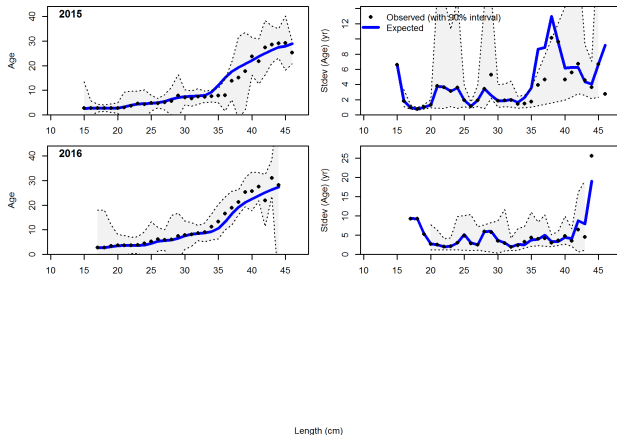 2015
Age
0 10 20 30 40
10 15 20 25 30 35 40 45
Observed (with 90% interval)
Expected
Stdev (Age) (yr)
0 2 4 6 8 12
10 15 20 25 30 35 40 45
2016
Age
0 10 20 30 40
10 15 20 25 30 35 40 45
Stdev (Age) (yr)
0 5 10 15 20 25
10 15 20 25 30 35 40 45
Length (cm)